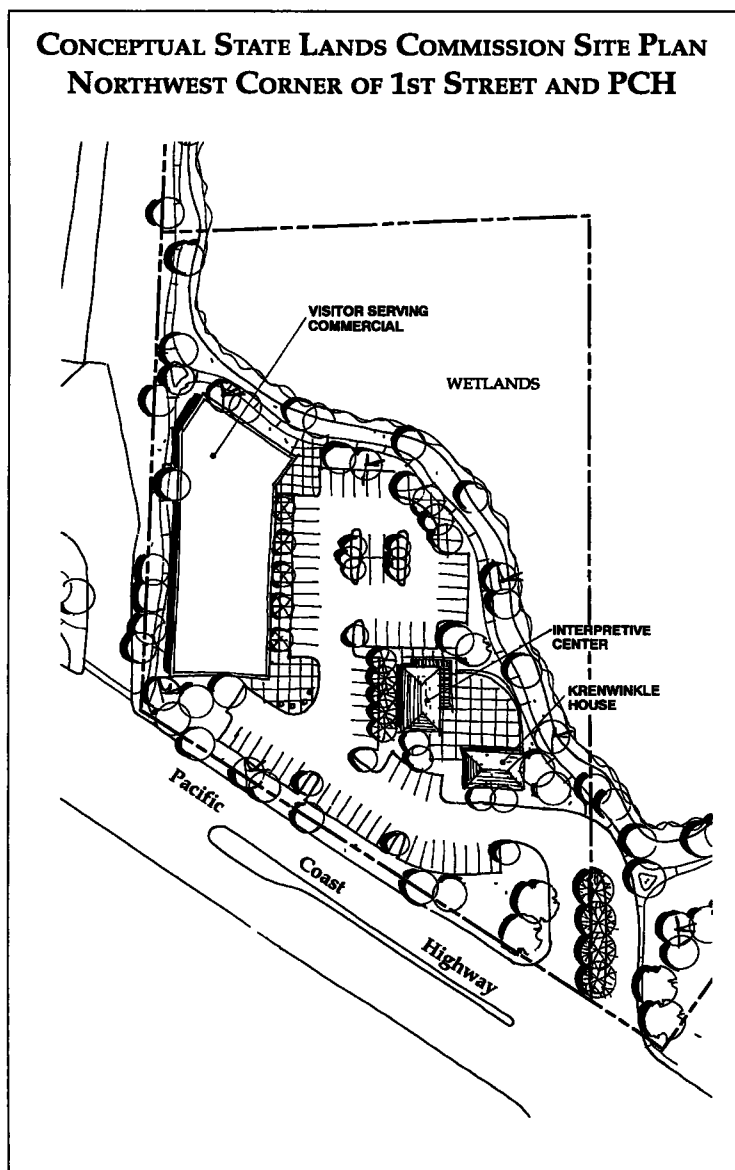 CONCEPTUAL STATE LANDS COMMISSION SITE PLAN
NORTHWEST CORNER OF 1ST STREET AND PCH
VISITOR SERVING
COMMERCIAL
WETLANDS
INTERPRETIVE
CENTER
KRENWINKLE
HOUSE
Pacific
Coast
Highway